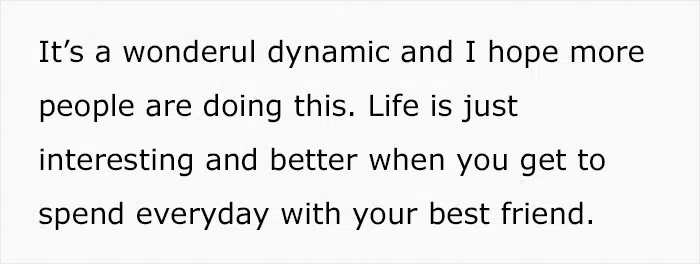 It's a wonderul dynamic and I hope more
people are doing this. Life is just
interesting and better when you get to
spend everyday with your best friend.